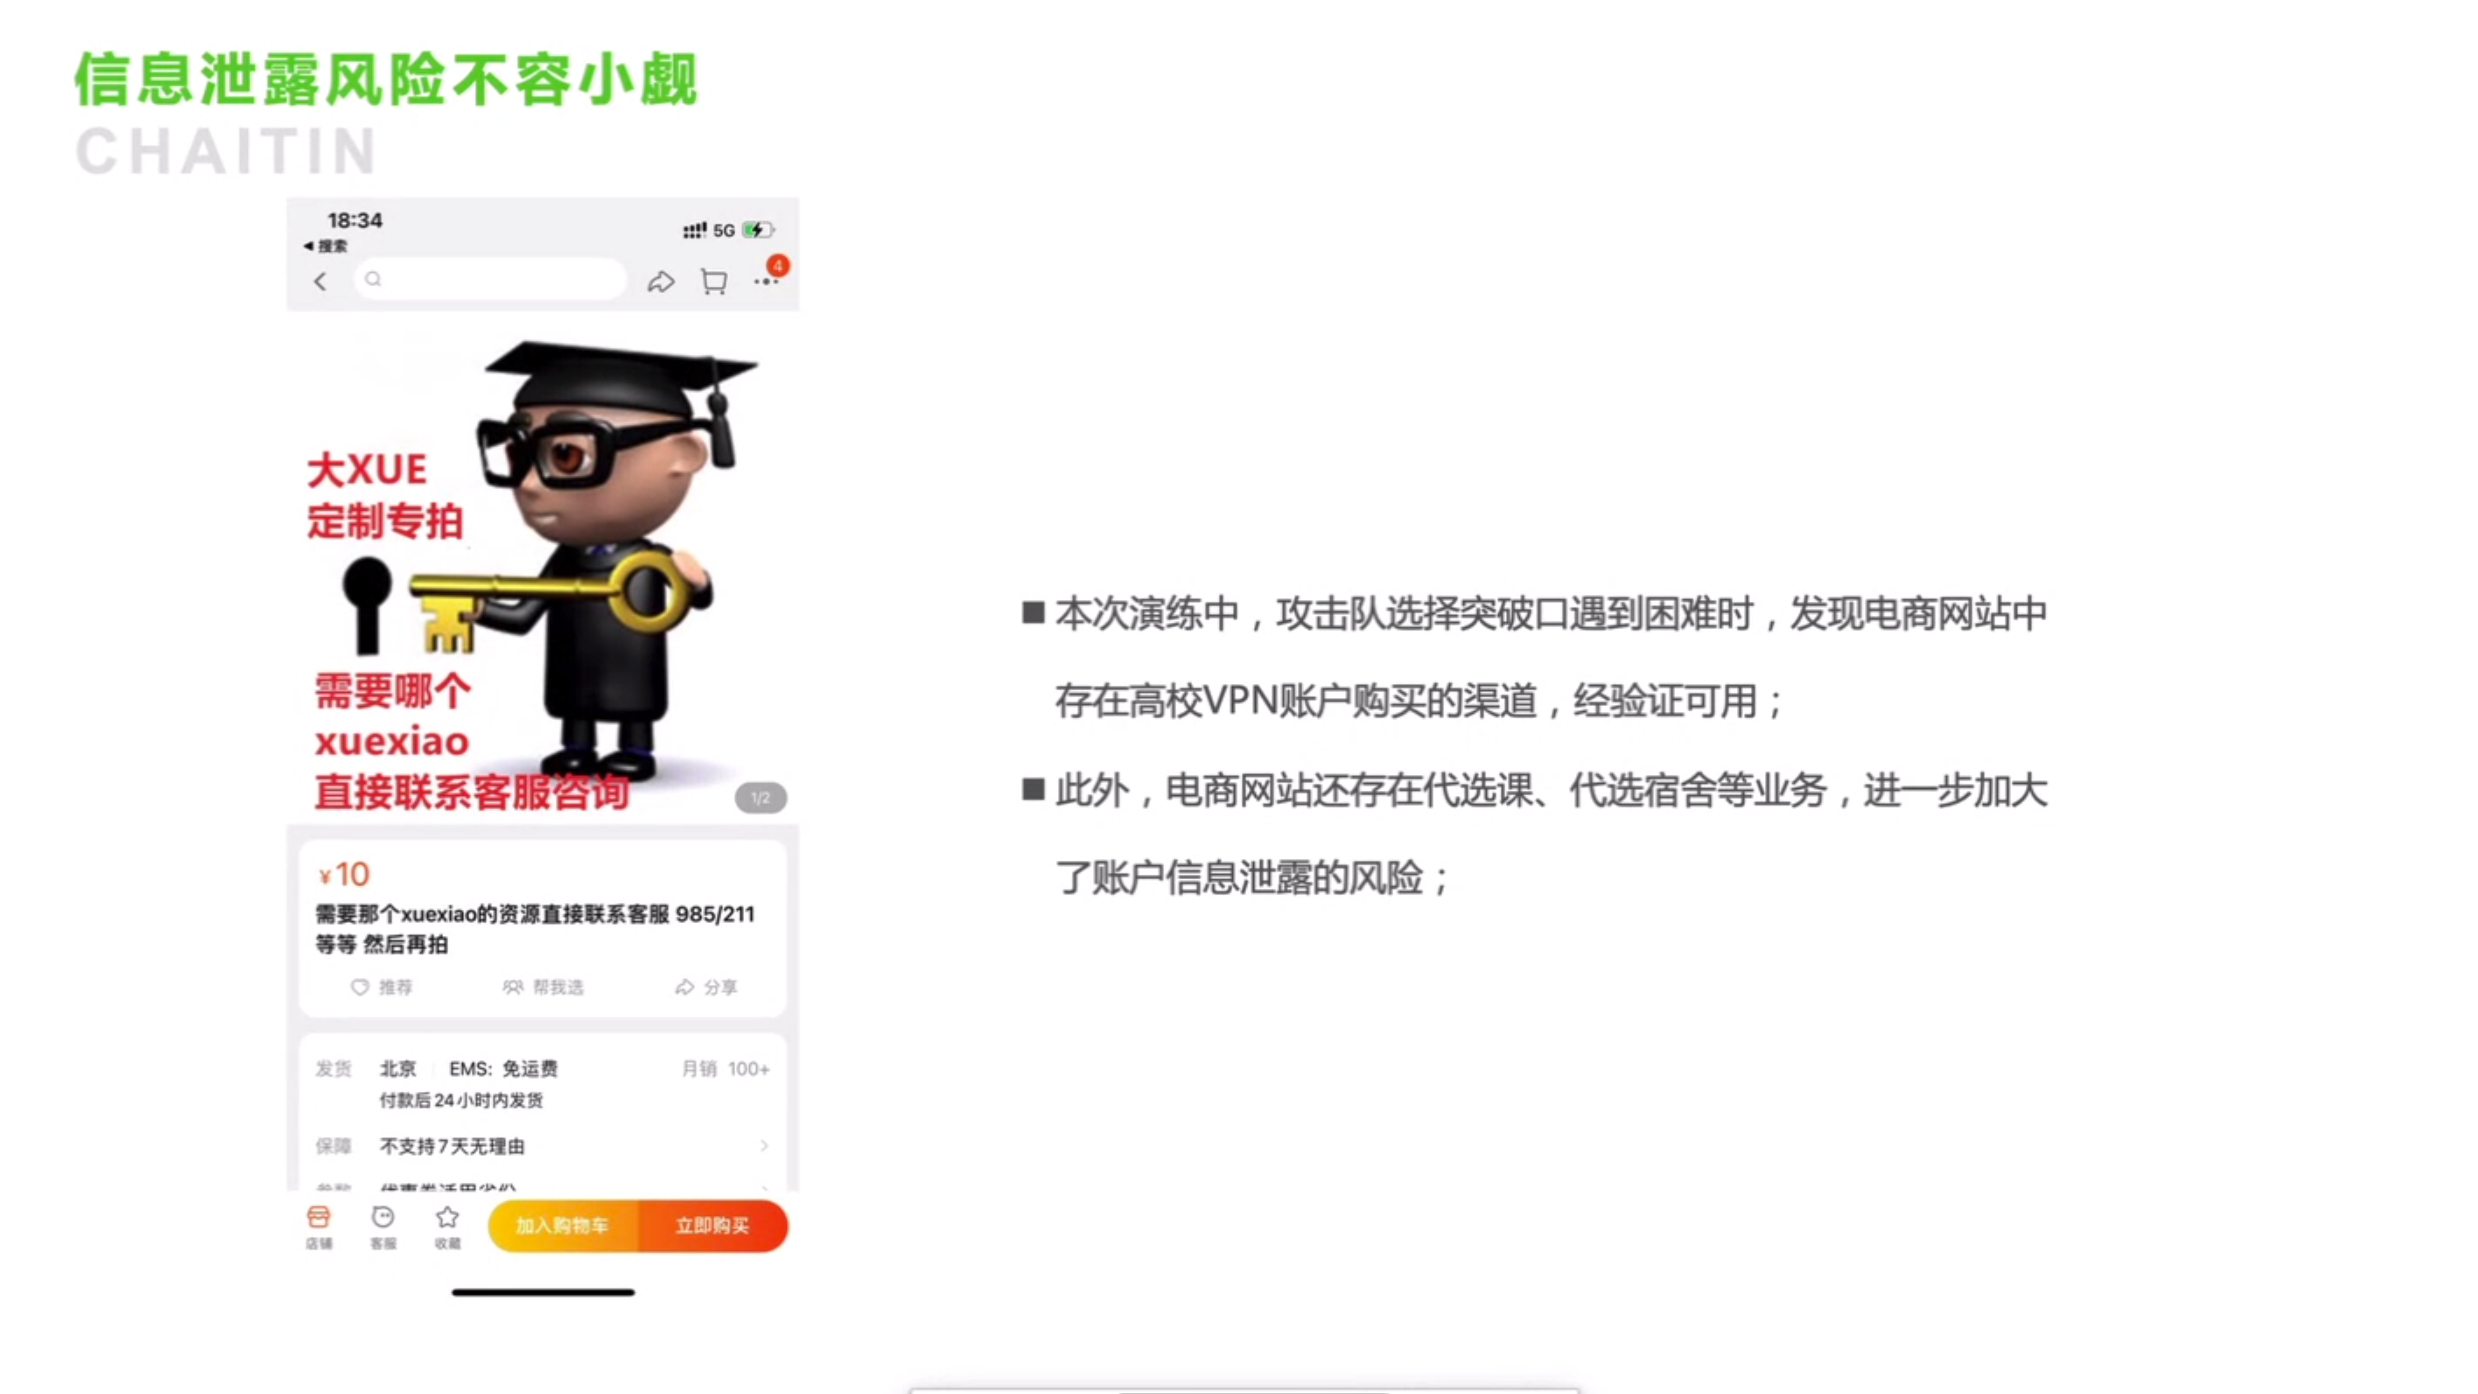 信息泄露风险不容小觑
CHAITIN
18:34
5G
搜索
4
大XUE
定制专拍
需要哪个
xuexiao
直接联系客服咨询
1/2
¥10
需要那个xuexiao的资源直接联系客服 985/211
等等 然后再拍
推荐 帮我选 分享
发货 北京 EMS: 免运费 月销 100+
付款后24小时内发货
保障 不支持7天无理由
店铺 客服 收藏 加入购物车 立即购买
■ 本次演练中，攻击队选择突破口遇到困难时，发现电商网站中
存在高校VPN账户购买的渠道，经验证可用；
■ 此外，电商网站还存在代选课、代选宿舍等业务，进一步加大
了账户信息泄露的风险；